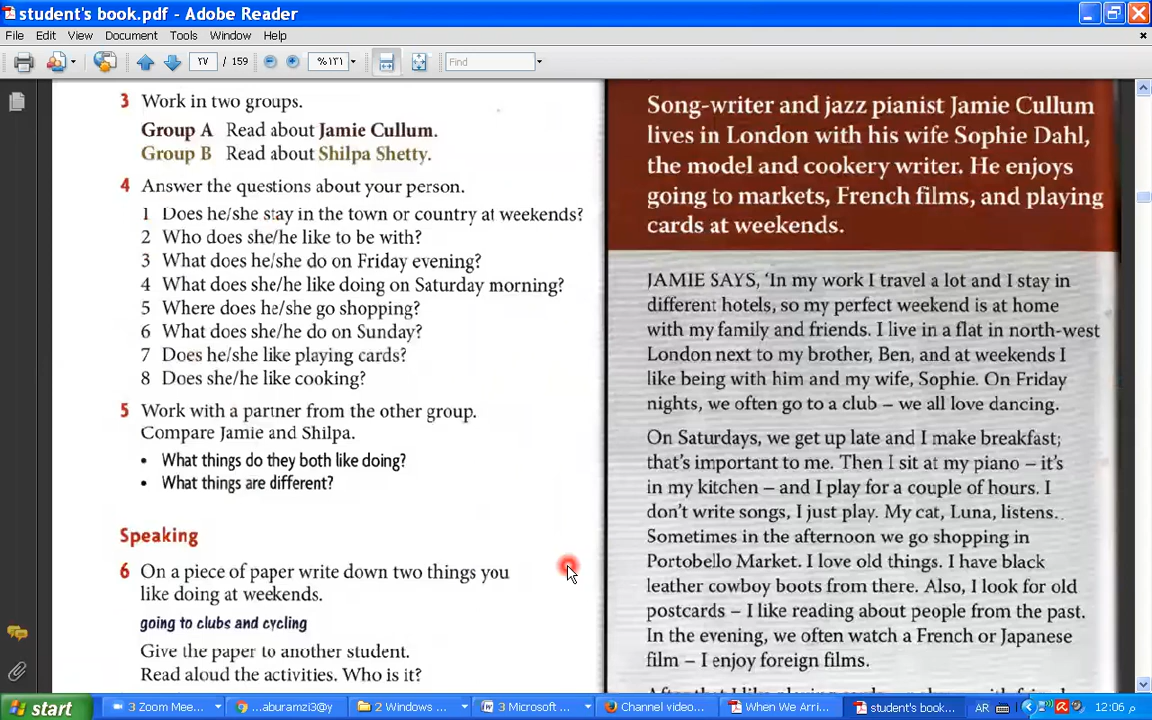 student's book.pdf - Adobe Reader
File Edit View Document Tools Window Help
٢٧ / 159 %١٣١ Find
3 Work in two groups.
Group A Read about Jamie Cullum.
Group B Read about Shilpa Shetty.
4 Answer the questions about your person.
1 Does he/she stay in the town or country at weekends?
2 Who does she/he like to be with?
3 What does he/she do on Friday evening?
4 What does she/he like doing on Saturday morning?
5 Where does he/she go shopping?
6 What does she/he do on Sunday?
7 Does he/she like playing cards?
8 Does she/he like cooking?
5 Work with a partner from the other group.
Compare Jamie and Shilpa.
• What things do they both like doing?
• What things are different?
Speaking
6 On a piece of paper write down two things you
like doing at weekends.
going to clubs and cycling
Give the paper to another student.
Read aloud the activities. Who is it?
Song-writer and jazz pianist Jamie Cullum
lives in London with his wife Sophie Dahl,
the model and cookery writer. He enjoys
going to markets, French films, and playing
cards at weekends.
JAMIE SAYS, 'In my work I travel a lot and I stay in
different hotels, so my perfect weekend is at home
with my family and friends. I live in a flat in north-west
London next to my brother, Ben, and at weekends I
like being with him and my wife, Sophie. On Friday
nights, we often go to a club – we all love dancing.
On Saturdays, we get up late and I make breakfast;
that's important to me. Then I sit at my piano – it's
in my kitchen – and I play for a couple of hours. I
don't write songs, I just play. My cat, Luna, listens.
Sometimes in the afternoon we go shopping in
Portobello Market. I love old things. I have black
leather cowboy boots from there. Also, I look for old
postcards – I like reading about people from the past.
In the evening, we often watch a French or Japanese
film – I enjoy foreign films.
start 3 Zoom Mee... ...aburamzi3@y 2 Windows ... 3 Microsoft ... Channel video... When We Arri... student's boo... AR 12:06 م